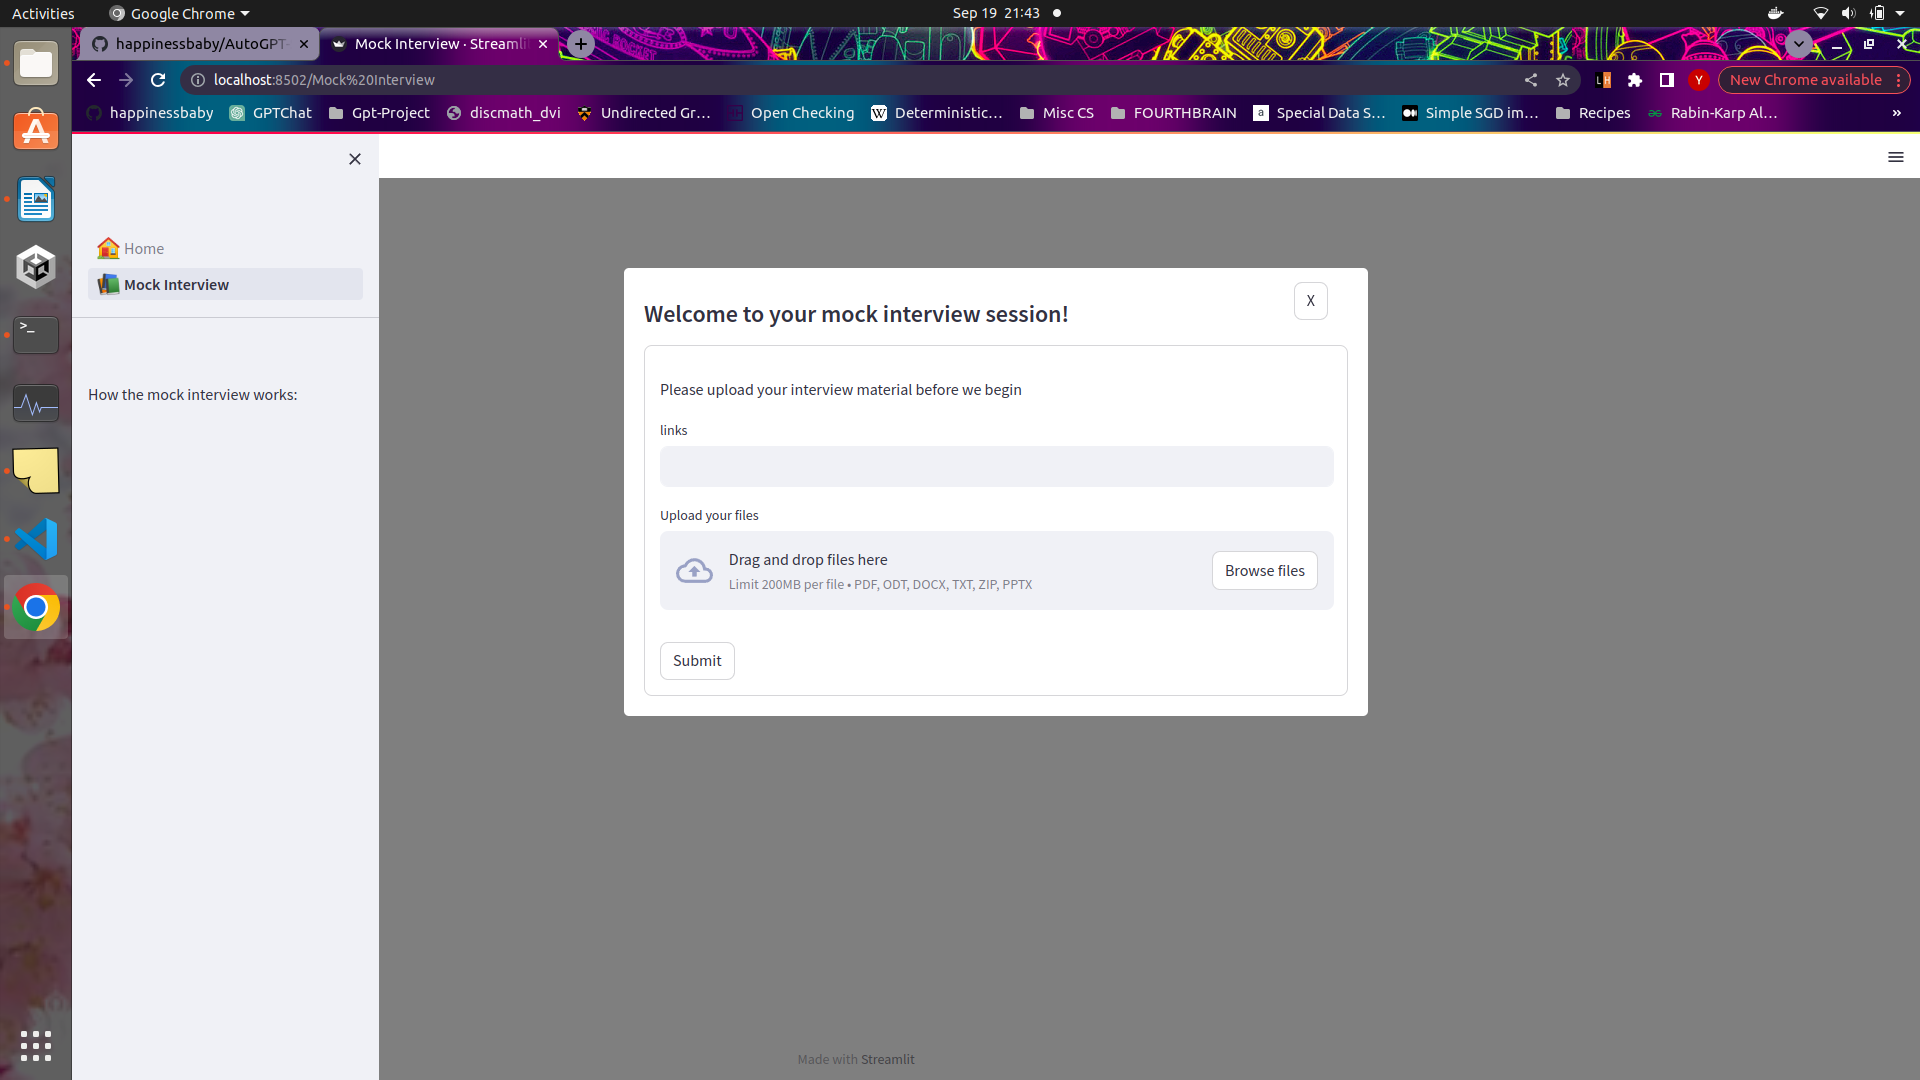 Activities
Google Chrome
Sep 19 21:43
happinessbaby/AutoGPT-
Mock Interview · Streamli
localhost:8502/Mock%20Interview
New Chrome available
happinessbaby
GPTChat
Gpt-Project
discmath_dvi
Undirected Gr…
Open Checking
Deterministic…
Misc CS
FOURTHBRAIN
Special Data S…
Simple SGD im…
Recipes
Rabin-Karp Al…
Home
Mock Interview
How the mock interview works:
Welcome to your mock interview session!
X
Please upload your interview material before we begin
links
Upload your files
Drag and drop files here
Limit 200MB per file • PDF, ODT, DOCX, TXT, ZIP, PPTX
Browse files
Submit
Made with Streamlit